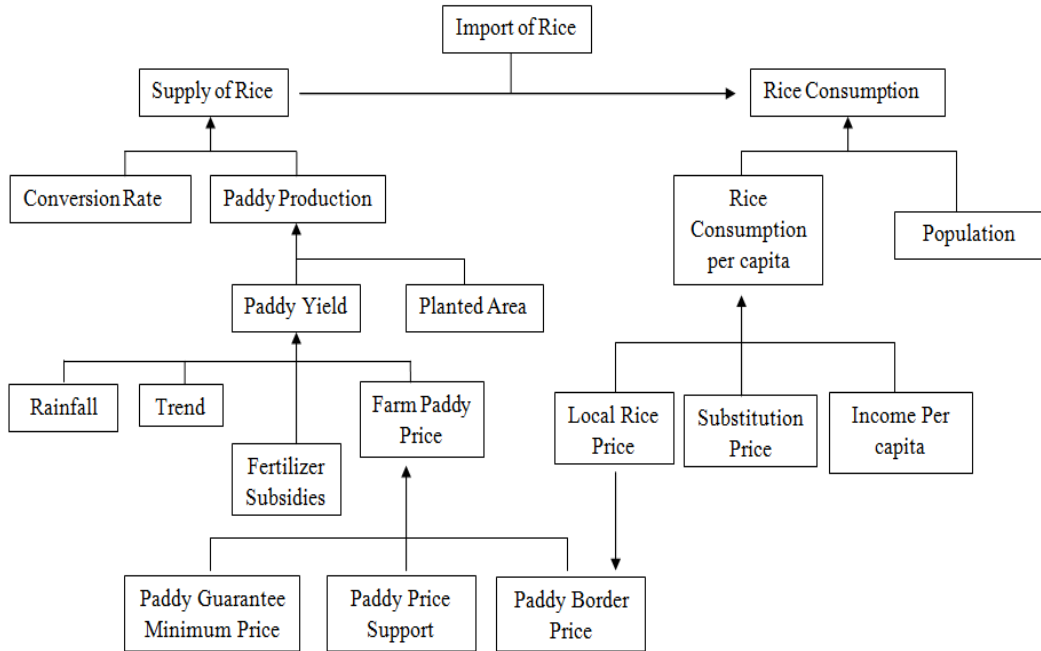 Import of Rice
Supply of Rice
Rice Consumption
Conversion Rate
Paddy Production
Rice
Consumption
per capita
Population
Paddy Yield
Planted Area
Rainfall
Trend
Farm Paddy
Price
Local Rice
Price
Substitution
Price
Income Per
capita
Fertilizer
Subsidies
Paddy Guarantee
Minimum Price
Paddy Price
Support
Paddy Border
Price